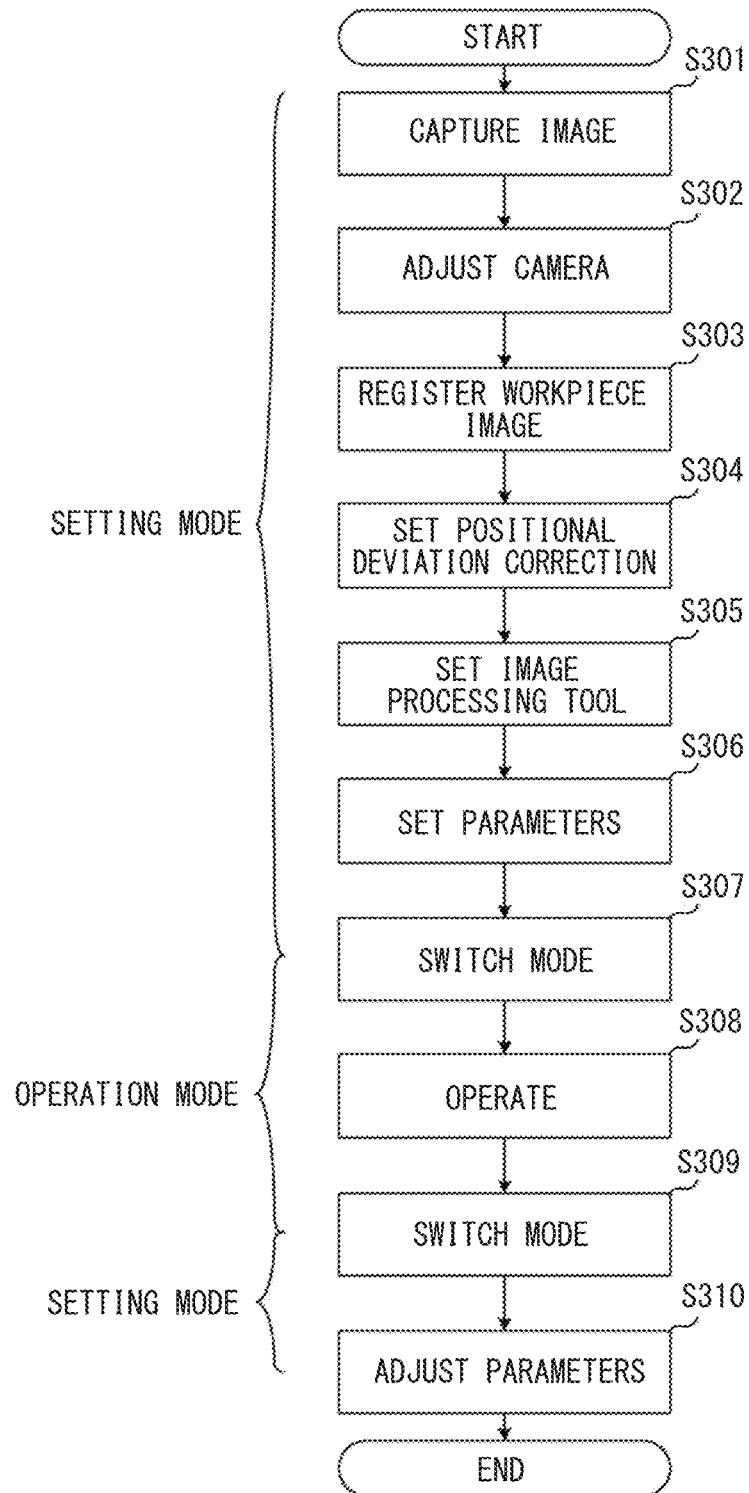 START
S301
CAPTURE IMAGE
S302
ADJUST CAMERA
S303
REGISTER WORKPIECE
IMAGE
S304
SETTING MODE
SET POSITIONAL
DEVIATION CORRECTION
S305
SET IMAGE
PROCESSING TOOL
S306
SET PARAMETERS
S307
SWITCH MODE
S308
OPERATION MODE
OPERATE
S309
SWITCH MODE
SETTING MODE
S310
ADJUST PARAMETERS
END